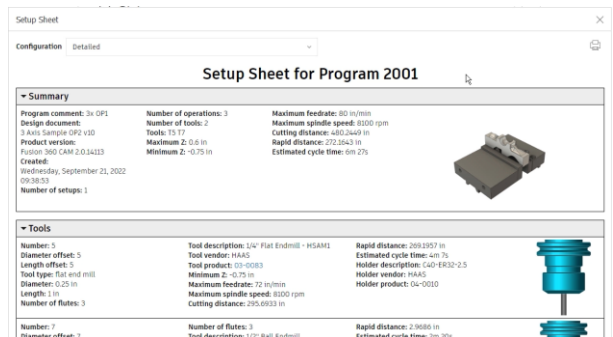 Setup Sheet
Configuration Detailed
Setup Sheet for Program 2001
Summary
Program comment: 3x OP1
Design document:
3 Axis Sample OP2 v10
Product version:
Fusion 360 CAM 2.0.14113
Created:
Wednesday, September 21, 2022
09:38:53
Number of setups: 1
Number of operations: 3
Number of tools: 2
Tools: T5 T7
Maximum Z: 0.6 in
Minimum Z: -0.75 in
Maximum feedrate: 80 in/min
Maximum spindle speed: 8100 rpm
Cutting distance: 480.2449 in
Rapid distance: 272.1643 in
Estimated cycle time: 6m 27s
Tools
Number: 5
Diameter offset: 5
Length offset: 5
Tool type: flat end mill
Diameter: 0.25 in
Length: 1 in
Number of flutes: 3
Tool description: 1/4" Flat Endmill - HSAM1
Tool vendor: HAAS
Tool product: 03-0083
Minimum Z: -0.75 in
Maximum feedrate: 72 in/min
Maximum spindle speed: 8100 rpm
Cutting distance: 295.6933 in
Rapid distance: 269.1957 in
Estimated cycle time: 4m 7s
Holder description: C40-ER32-2.5
Holder vendor: HAAS
Holder product: 04-0010
Number: 7
Diameter offset: 7
Number of flutes: 3
Tool description: 1/2" Ball Endmill
Rapid distance: 2.9686 in
Estimated cycle time: 2m 20s